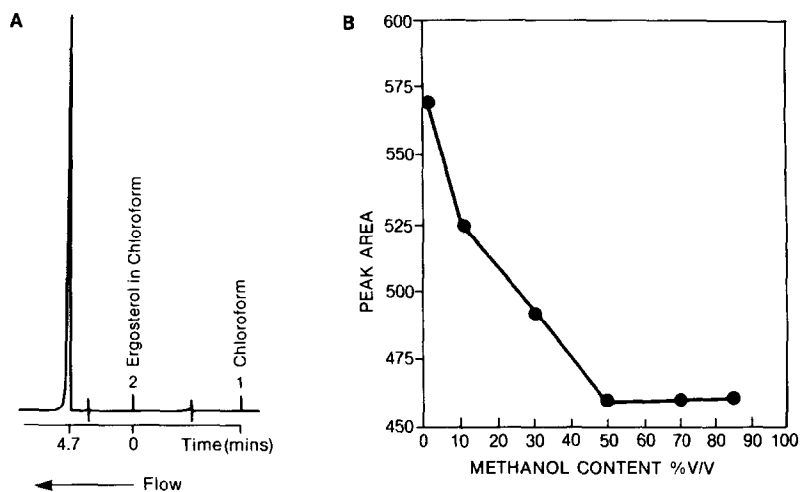 A
Ergosterol in Chloroform
Chloroform
2
1
4.7
0
Time(mins)
Flow
B
600
575
550
525
500
475
450
PEAK AREA
0 10 20 30 40 50 60 70 80 90 100
METHANOL CONTENT %V/V